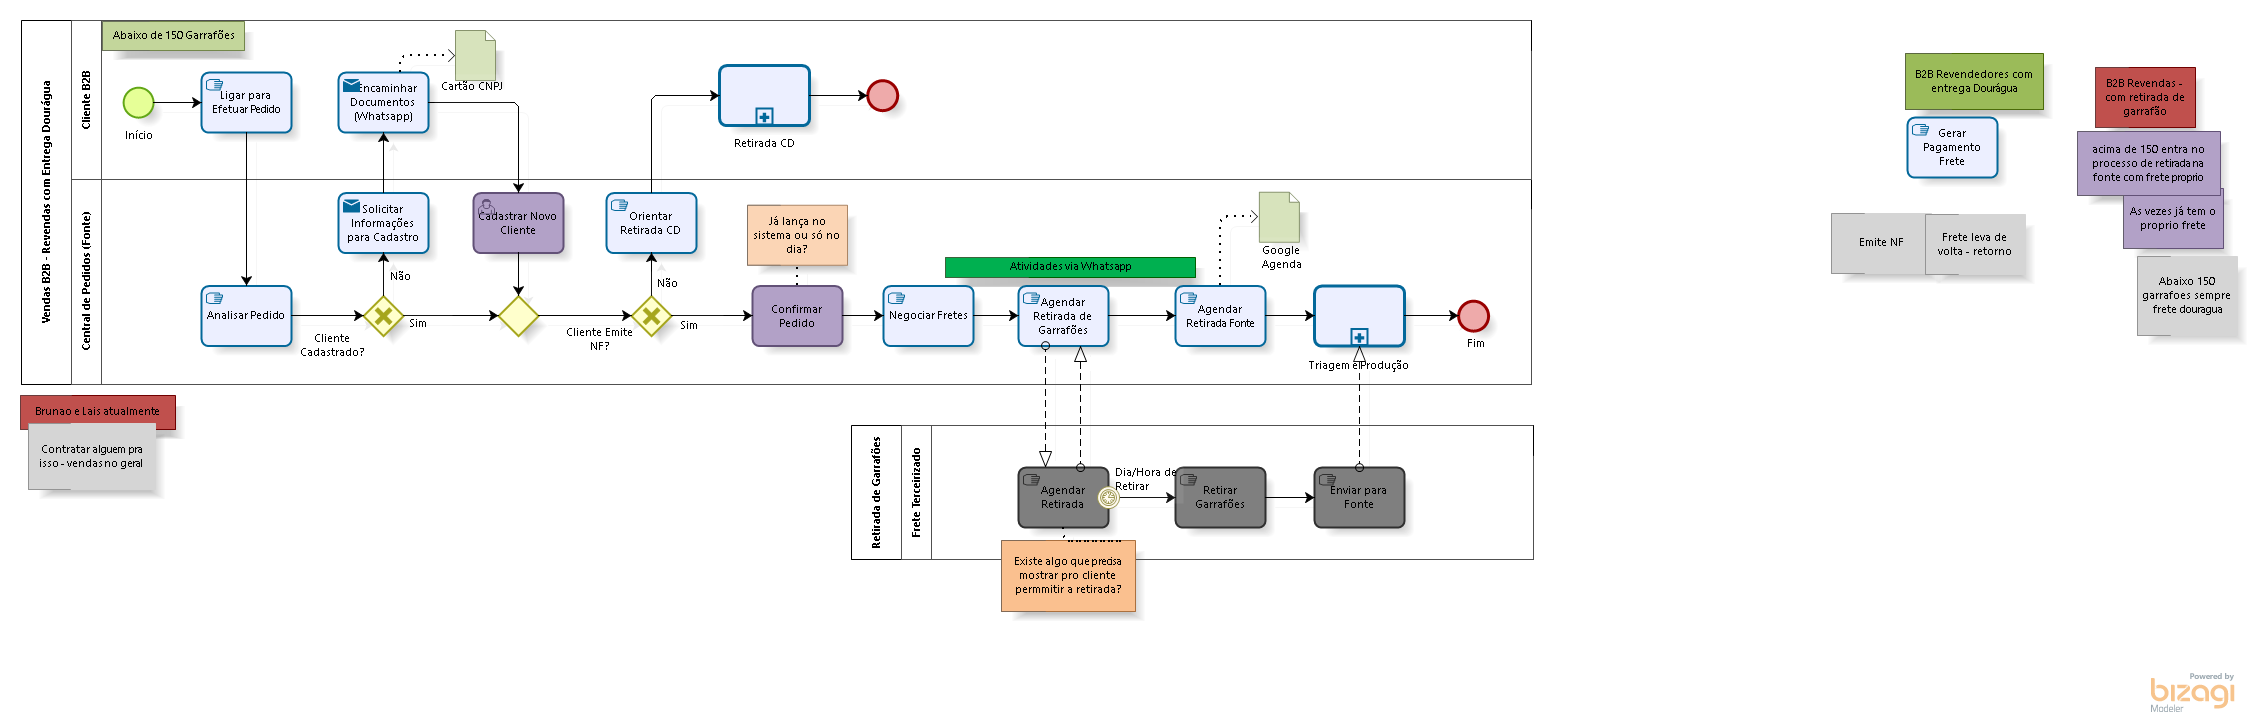 Vendas B2B - Revendas com Entrega Dourágua
Cliente B2B
Abaixo de 150 Garrafões
Início
Ligar para
Efetuar Pedido
Encaminhar
Documentos
(Whatsapp)
Cartão CNPJ
Retirada CD
Central de Pedidos (Fonte)
Solicitar
Informações
para Cadastro
Cadastrar Novo
Cliente
Orientar
Retirada CD
Já lança no
sistema ou só no
dia?
Google
Agenda
Atividades via Whatsapp
Não
Não
Analisar Pedido
Cliente
Cadastrado?
Sim
Cliente Emite
NF?
Sim
Confirmar
Pedido
Negociar Fretes
Agendar
Retirada de
Garrafões
Agendar
Retirada Fonte
Triagem e Produção
Fim
Brunao e Lais atualmente
Contratar alguem pra
isso - vendas no geral
Retirada de Garrafões
Frete Terceirizado
Agendar
Retirada
Dia/Hora de
Retirar
Retirar
Garrafões
Enviar para
Fonte
Existe algo que precisa
mostrar pro cliente
permmitir a retirada?
B2B Revendedores com
entrega Dourágua
Gerar
Pagamento
Frete
B2B Revendas -
com retirada de
garrafão
acima de 150 entra no
processo de retirada na
fonte com frete proprio
As vezes já tem o
proprio frete
Emite NF
Frete leva de
volta - retorno
Abaixo 150
garrafoes sempre
frete douragua
Powered by
bizagi
Modeler